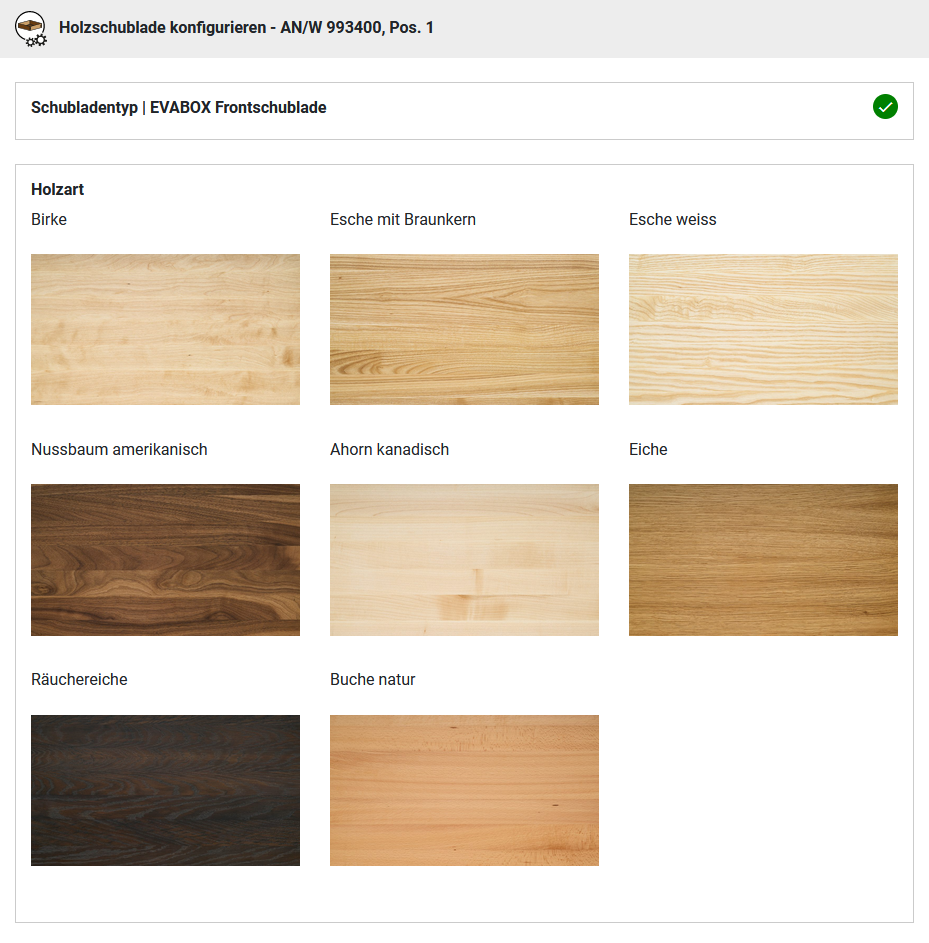 Holzschublade konfigurieren - AN/W 993400, Pos. 1
Schubladentyp | EVABOX Frontschublade
Holzart
Birke
Esche mit Braunkern
Esche weiss
Nussbaum amerikanisch
Ahorn kanadisch
Eiche
Räuchereiche
Buche natur